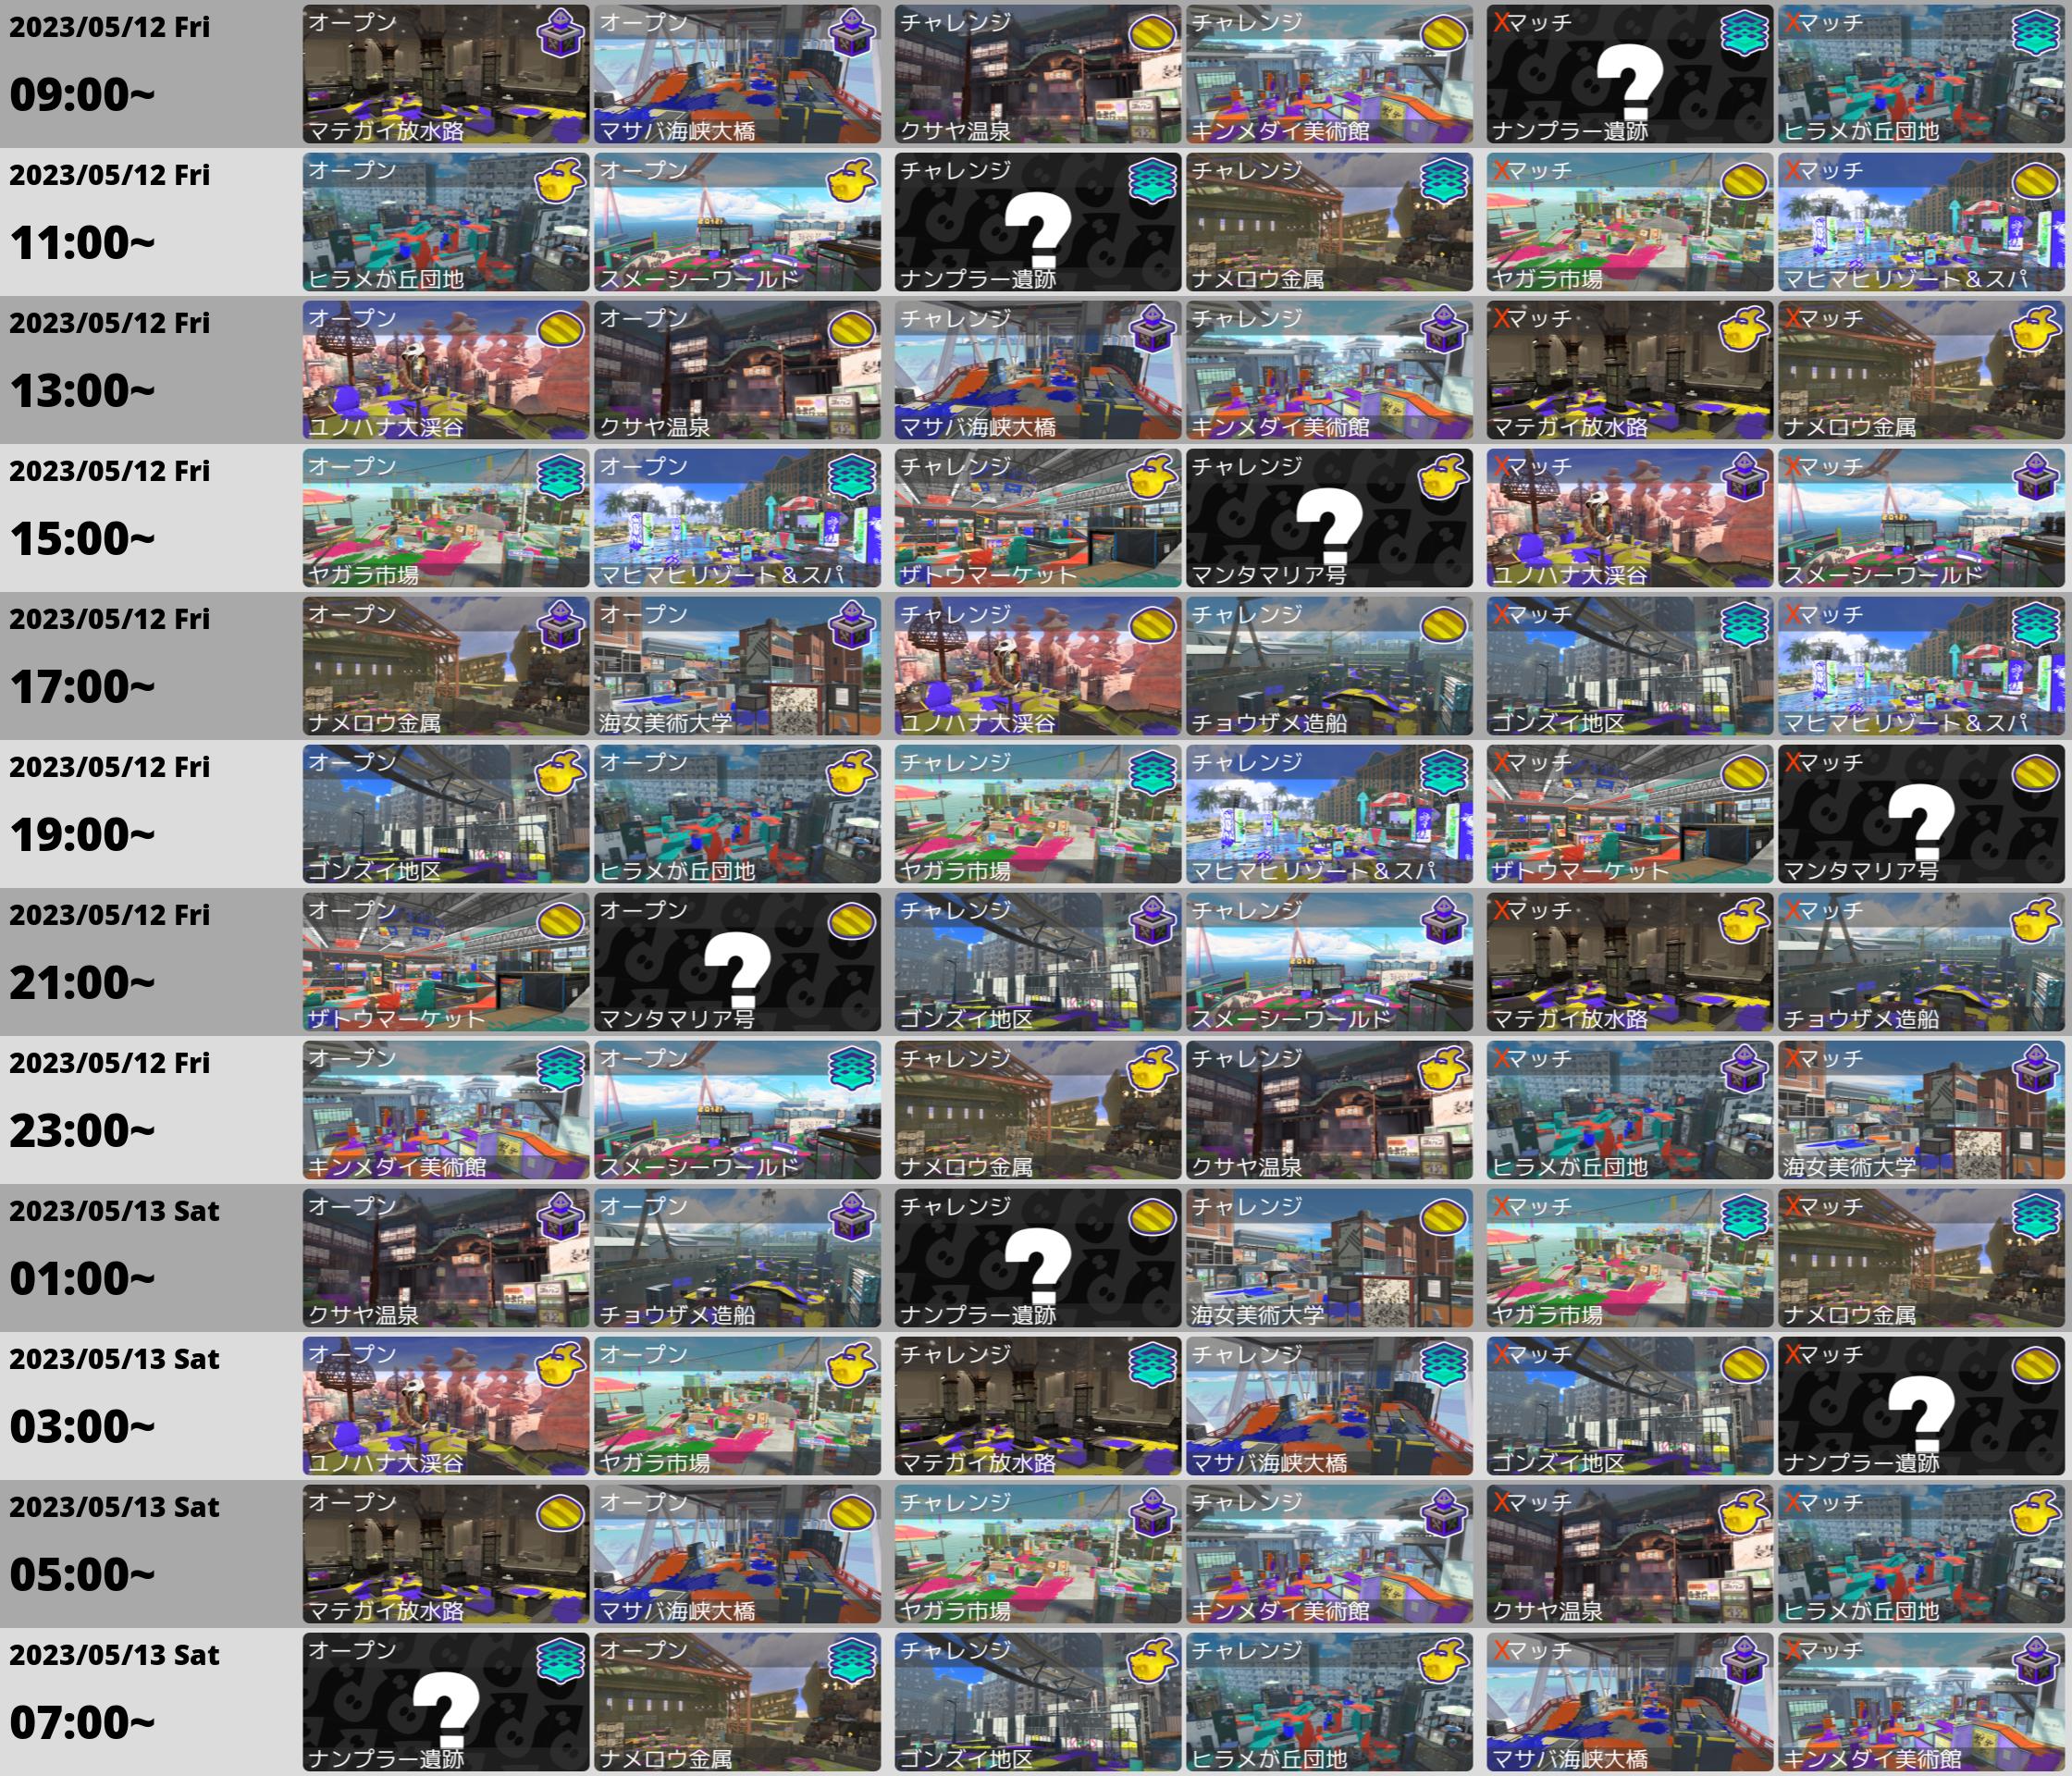 2023/05/12 Fri
09:00~
オープン オープン チャレンジ チャレンジ Xマッチ Xマッチ
マテガイ放水路 マサバ海峡大橋 クサヤ温泉 キンメダイ美術館 ナンプラー遺跡 ヒラメが丘団地
2023/05/12 Fri
11:00~
オープン オープン チャレンジ チャレンジ Xマッチ Xマッチ
ヒラメが丘団地 スメーシーワールド ナンプラー遺跡 ナメロウ金属 ヤガラ市場 マヒマヒリゾート&スパ
2023/05/12 Fri
13:00~
オープン オープン チャレンジ チャレンジ Xマッチ Xマッチ
ユノハナ大渓谷 クサヤ温泉 マサバ海峡大橋 キンメダイ美術館 マテガイ放水路 ナメロウ金属
2023/05/12 Fri
15:00~
オープン オープン チャレンジ チャレンジ Xマッチ Xマッチ
ヤガラ市場 マヒマヒリゾート&スパ ザトウマーケット マンタマリア号 ユノハナ大渓谷 スメーシーワールド
2023/05/12 Fri
17:00~
オープン オープン チャレンジ チャレンジ Xマッチ Xマッチ
ナメロウ金属 海女美術大学 ユノハナ大渓谷 チョウザメ造船 ゴンズイ地区 マヒマヒリゾート&スパ
2023/05/12 Fri
19:00~
オープン オープン チャレンジ チャレンジ Xマッチ Xマッチ
ゴンズイ地区 ヒラメが丘団地 ヤガラ市場 マヒマヒリゾート&スパ ザトウマーケット マンタマリア号
2023/05/12 Fri
21:00~
オープン オープン チャレンジ チャレンジ Xマッチ Xマッチ
ザトウマーケット マンタマリア号 ゴンズイ地区 スメーシーワールド マテガイ放水路 チョウザメ造船
2023/05/12 Fri
23:00~
オープン オープン チャレンジ チャレンジ Xマッチ Xマッチ
キンメダイ美術館 スメーシーワールド ナメロウ金属 クサヤ温泉 ヒラメが丘団地 海女美術大学
2023/05/13 Sat
01:00~
オープン オープン チャレンジ チャレンジ Xマッチ Xマッチ
クサヤ温泉 チョウザメ造船 ナンプラー遺跡 海女美術大学 ヤガラ市場 ナメロウ金属
2023/05/13 Sat
03:00~
オープン オープン チャレンジ チャレンジ Xマッチ Xマッチ
ユノハナ大渓谷 ヤガラ市場 マテガイ放水路 マサバ海峡大橋 ゴンズイ地区 ナンプラー遺跡
2023/05/13 Sat
05:00~
オープン オープン チャレンジ チャレンジ Xマッチ Xマッチ
マテガイ放水路 マサバ海峡大橋 ヤガラ市場 キンメダイ美術館 クサヤ温泉 ヒラメが丘団地
2023/05/13 Sat
07:00~
オープン オープン チャレンジ チャレンジ Xマッチ Xマッチ
ナンプラー遺跡 ナメロウ金属 ゴンズイ地区 ヒラメが丘団地 マサバ海峡大橋 キンメダイ美術館